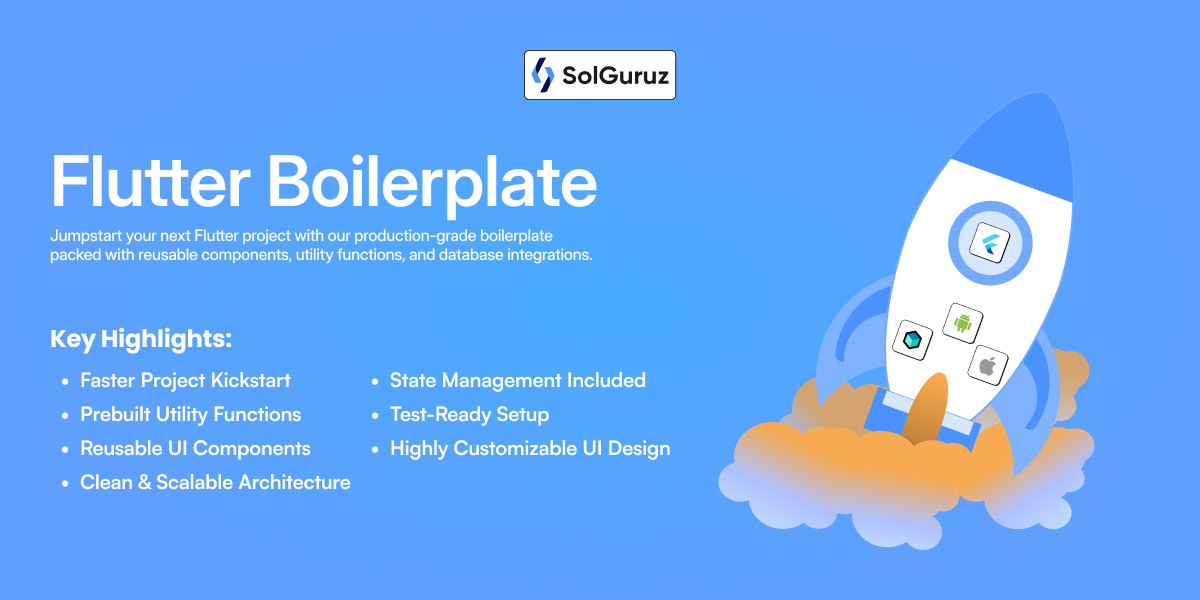 SolGuruz
Flutter Boilerplate
Jumpstart your next Flutter project with our production-grade boilerplate
packed with reusable components, utility functions, and database integrations.
Key Highlights:
• Faster Project Kickstart
• Prebuilt Utility Functions
• Reusable UI Components
• Clean & Scalable Architecture
• State Management Included
• Test-Ready Setup
• Highly Customizable UI Design